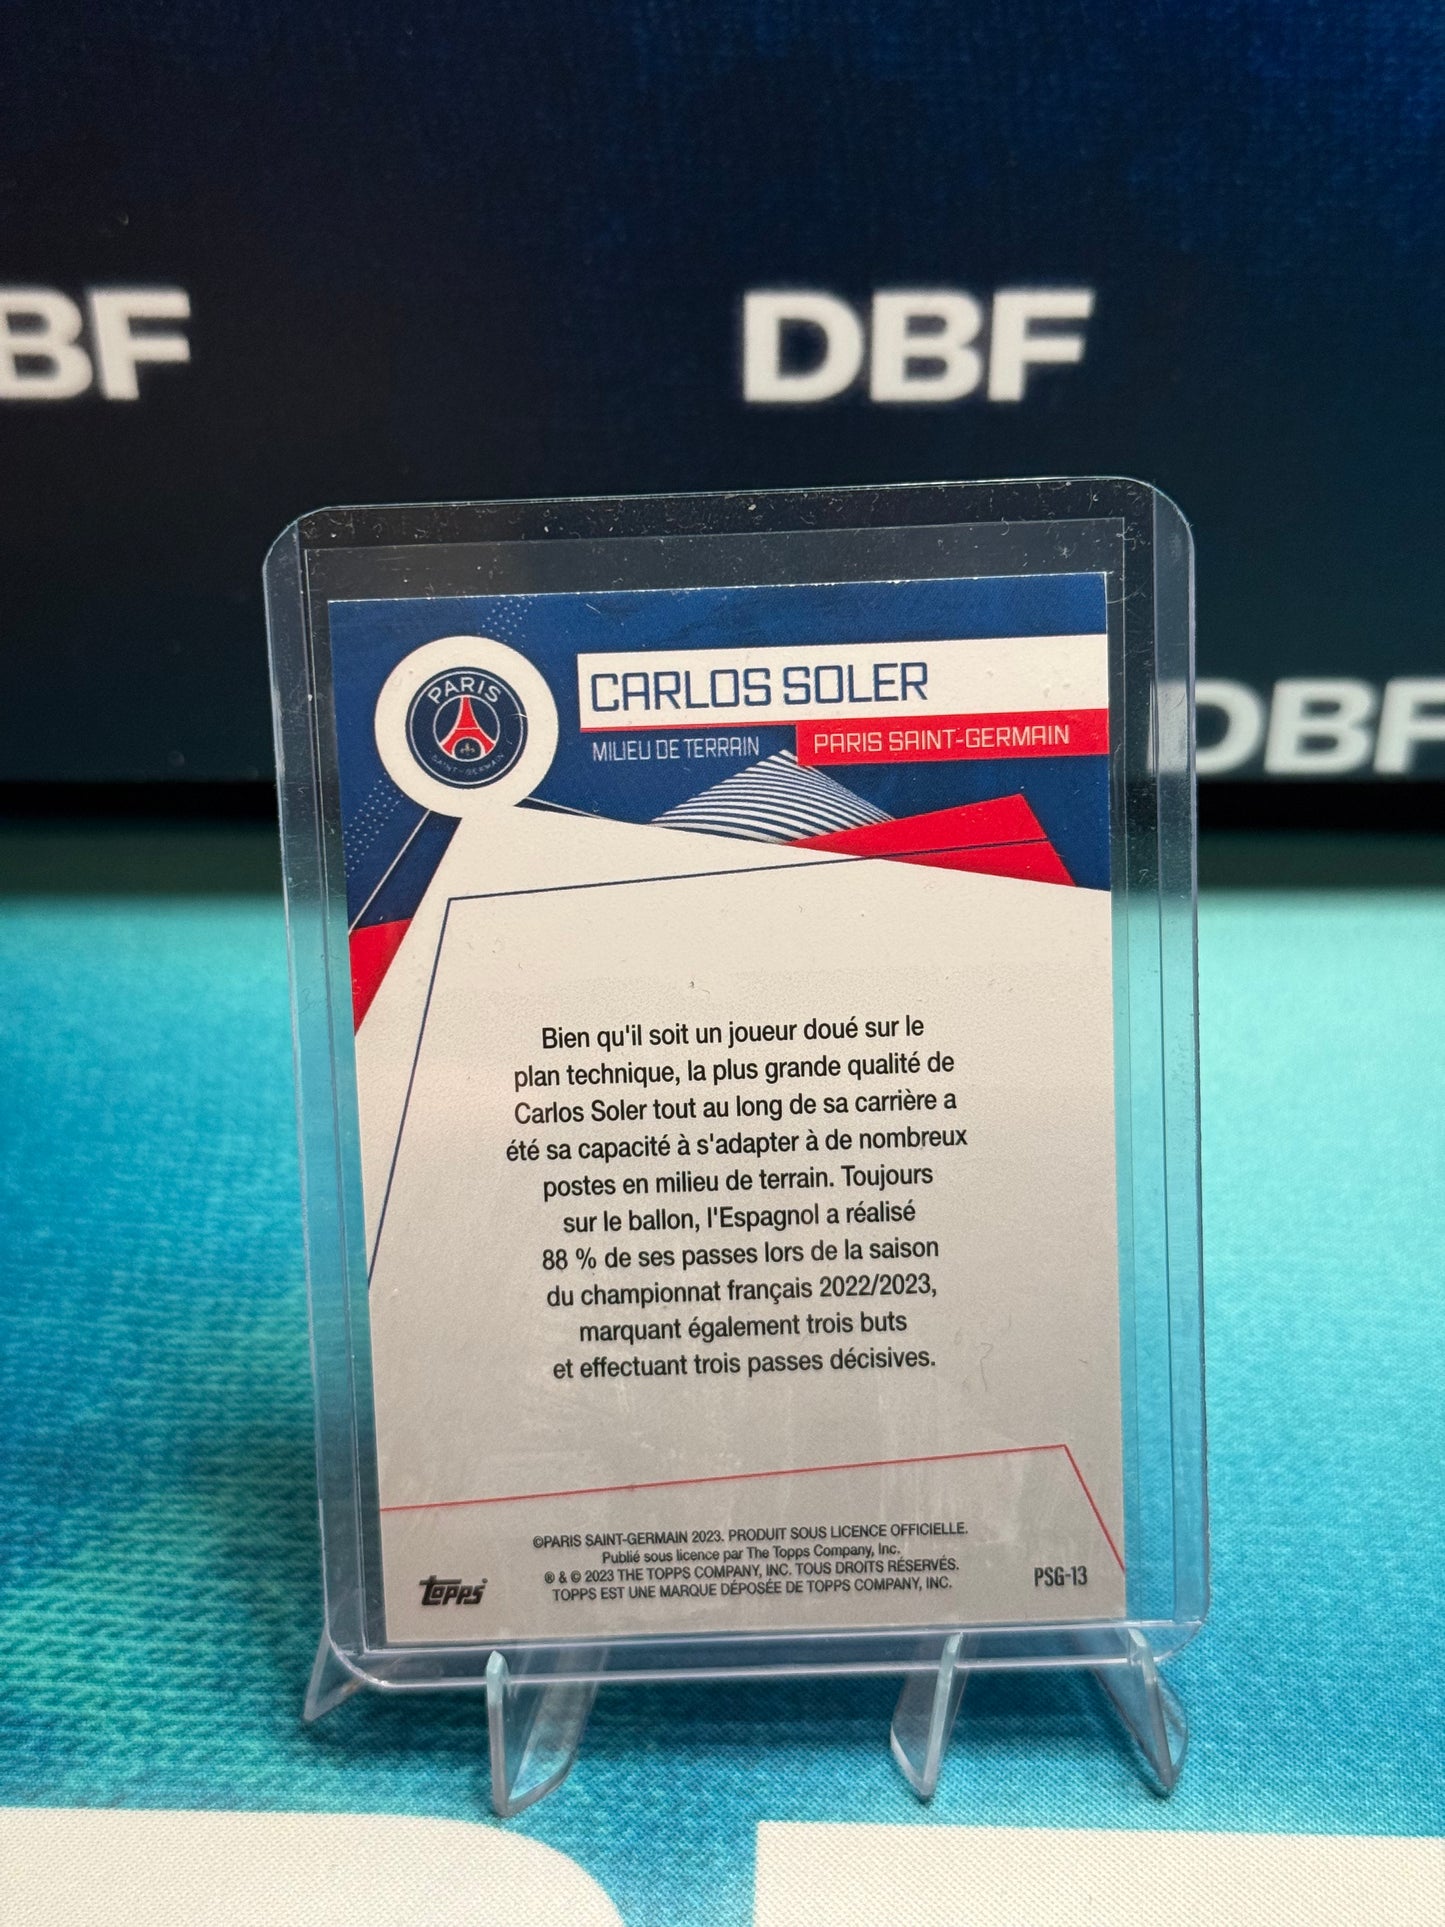 BF
DBF
DBF
PARIS
SAINT-GERMAIN
CARLOS SOLER
MILIEU DE TERRAIN
PARIS SAINT-GERMAIN
Bien qu'il soit un joueur doué sur le
plan technique, la plus grande qualité de
Carlos Soler tout au long de sa carrière a
été sa capacité à s'adapter à de nombreux
postes en milieu de terrain. Toujours
sur le ballon, l'Espagnol a réalisé
88 % de ses passes lors de la saison
du championnat français 2022/2023,
marquant également trois buts
et effectuant trois passes décisives.
©PARIS SAINT-GERMAIN 2023. PRODUIT SOUS LICENCE OFFICIELLE.
Publié sous licence par The Topps Company, Inc.
® & © 2023 THE TOPPS COMPANY, INC. TOUS DROITS RÉSERVÉS.
TOPPS EST UNE MARQUE DÉPOSÉE DE TOPPS COMPANY, INC.
topps
PSG-13